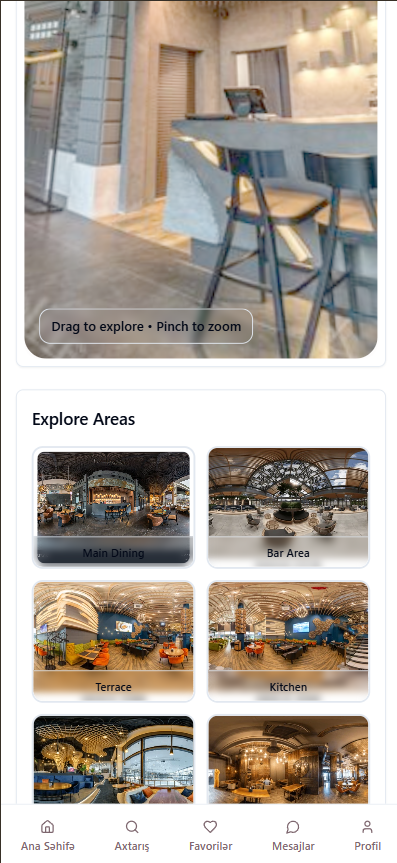 Drag to explore • Pinch to zoom
Explore Areas
Main Dining
Bar Area
Terrace
Kitchen
Ana Səhifə
Axtarış
Favorilər
Mesajlar
Profil